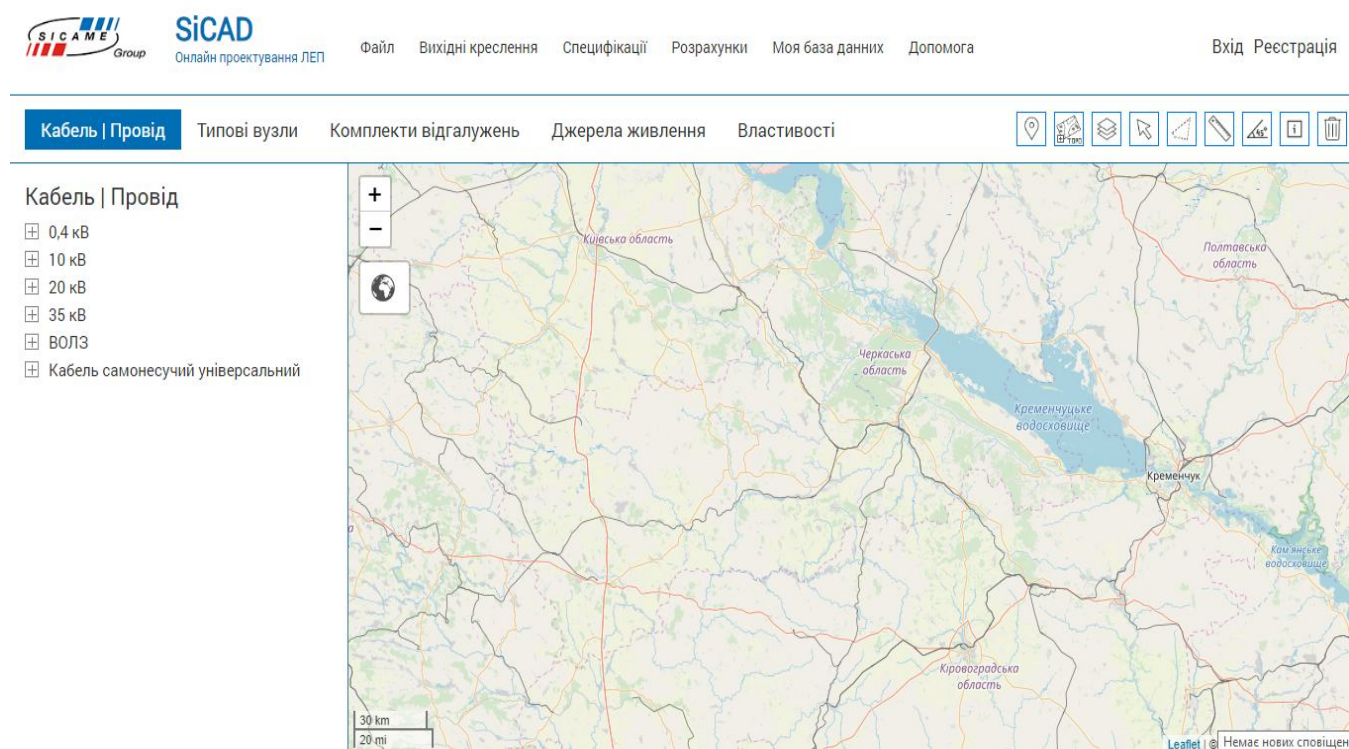 SICAME
Group
SiCAD
Онлайн проектування ЛЕП
Файл Вихідні креслення Специфікації Розрахунки Моя база данних Допомога
Вхід Реєстрація
Кабель | Провід Типові вузли Комплекти відгалужень Джерела живлення Властивості
ТОРО
45°
i
Кабель | Провід
0,4 кВ
10 кВ
20 кВ
35 кВ
ВОЛЗ
Кабель самонесучий універсальний
+
−
Київська область
Полтавська
область
Черкаська
область
Кременчуцьке
водосховище
Кременчук
Кам'янське
водосховище
Кіровоградська
область
30 km
20 mi
Leaflet | ©
Немає нових сповіщен